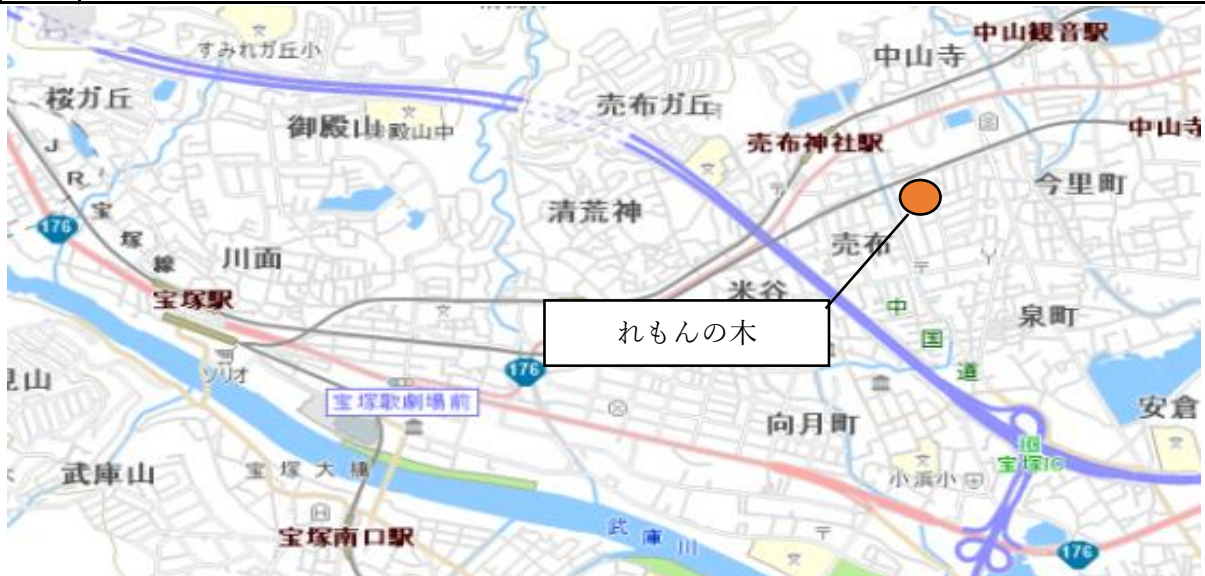 中山観音駅
すみれガ丘小
中山寺
桜ガ丘
売布ガ丘
御殿山
殿山中
中山寺
売布神社駅
JR宝塚線
今里町
清荒神
176
売布
川面
宝塚駅
米谷
中国道
泉町
れもんの木
176
ソリオ
見山
宝塚歌劇場前
安倉
向月町
IC
宝塚IC
武庫山
宝塚大橋
小浜小
宝塚南口駅
武庫川
176